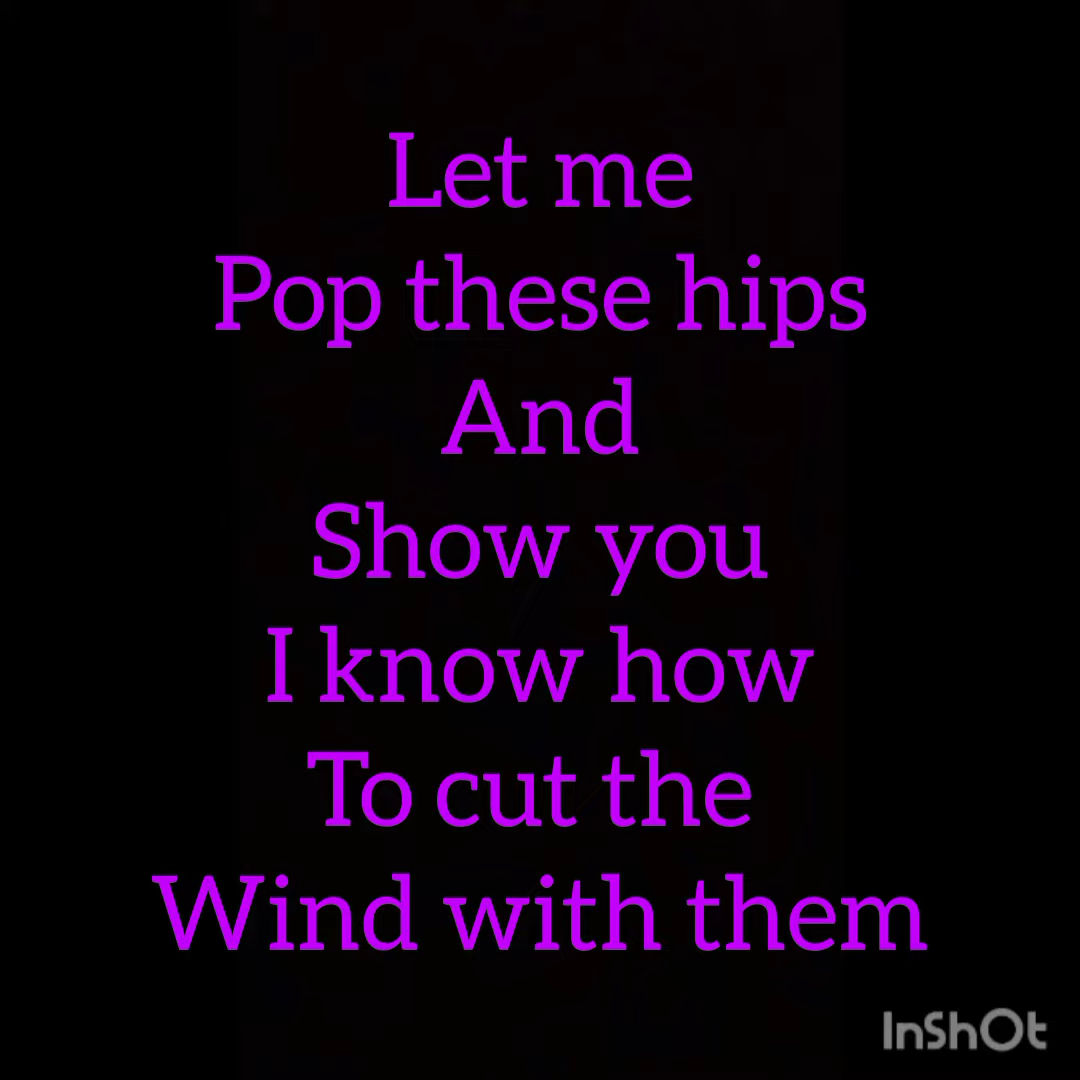 Let me
Pop these hips
And
Show you
I know how
To cut the
Wind with them
InShOt